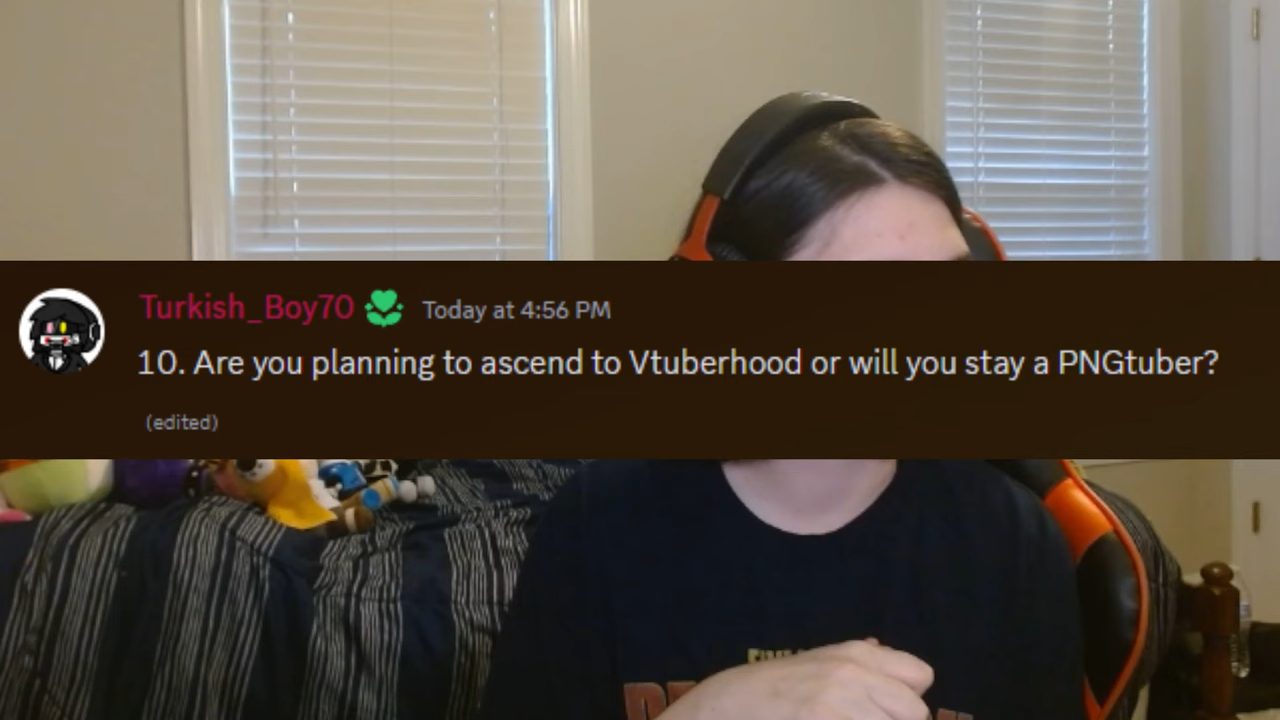 Turkish_Boy70 Today at 4:56 PM
10. Are you planning to ascend to Vtuberhood or will you stay a PNGtuber?
(edited)